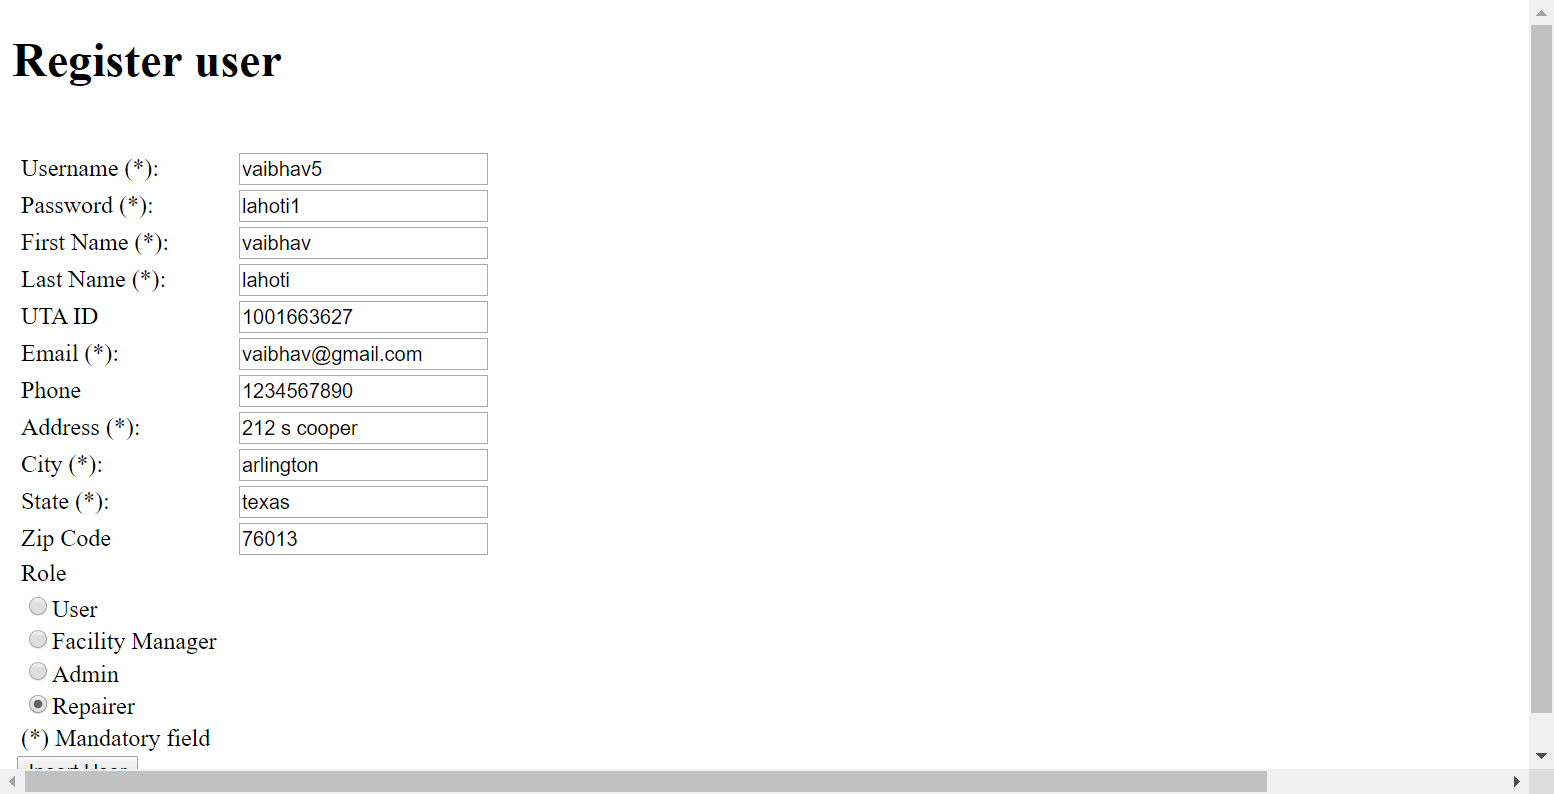 Register user
Username (*): vaibhav5
Password (*): lahoti1
First Name (*): vaibhav
Last Name (*): lahoti
UTA ID 1001663627
Email (*): vaibhav@gmail.com
Phone 1234567890
Address (*): 212 s cooper
City (*): arlington
State (*): texas
Zip Code 76013
Role
User
Facility Manager
Admin
Repairer
(*) Mandatory field
Insert User